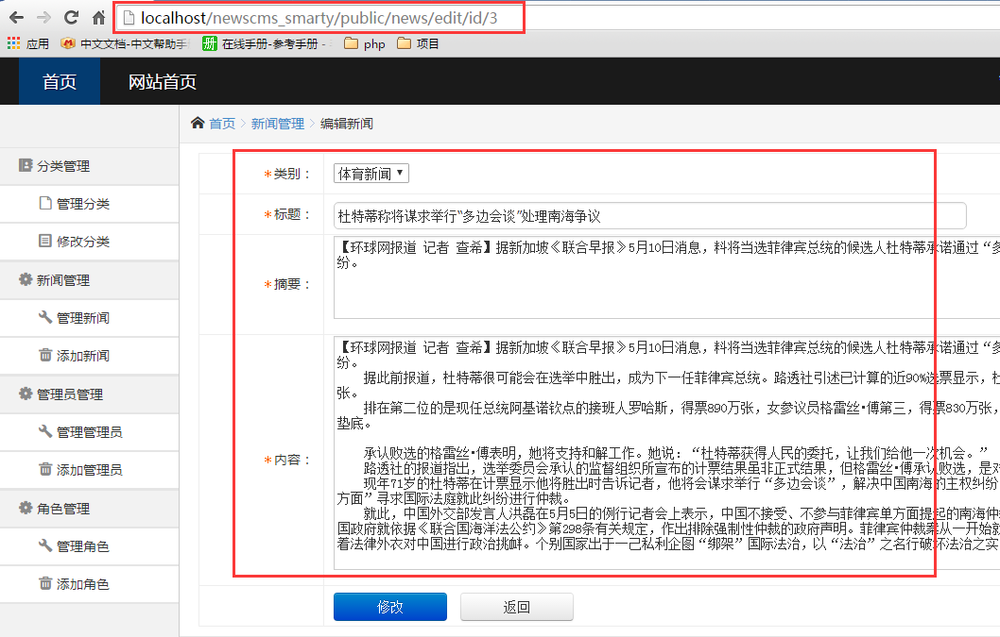 localhost/newscms_smarty/public/news/edit/id/3
应用 中文文档-中文帮助手 册 在线手册-参考手册 - php 项目
首页 网站首页
首页 > 新闻管理 > 编辑新闻
分类管理
管理分类
修改分类
新闻管理
管理新闻
添加新闻
管理员管理
管理管理员
添加管理员
角色管理
管理角色
添加角色
*类别： 体育新闻
*标题： 杜特蒂称将谋求举行“多边会谈”处理南海争议
*摘要：
【环球网报道 记者 查希】据新加坡《联合早报》5月10日消息，料将当选菲律宾总统的候选人杜特蒂承诺通过“多
纷。
*内容：
【环球网报道 记者 查希】据新加坡《联合早报》5月10日消息，料将当选菲律宾总统的候选人杜特蒂承诺通过“多
纷。
据此前报道，杜特蒂很可能会在选举中胜出，成为下一任菲律宾总统。路透社引述已计算的近90%选票显示，杜
张。
排在第二位的是现任总统阿基诺钦点的接班人罗哈斯，得票890万张，女参议员格雷丝•傅第三，得票830万张，
垫底。
承认败选的格雷丝•傅表明，她将支持和解工作。她说：“杜特蒂获得人民的委托，让我们给他一次机会。”
路透社的报道指出，选举委员会承认的监督组织所宣布的计票结果虽非正式结果，但格雷丝•傅承认败选，是对
现年71岁的杜特蒂在计票显示他将胜出时告诉记者，他将会谋求举行“多边会谈”，解决中国南海的主权纠纷
方面”寻求国际法庭就此纠纷进行仲裁。
就此，中国外交部发言人洪磊在5月5日的例行记者会上表示，中国不接受、不参与菲律宾单方面提起的南海仲
国政府就依据《联合国海洋法公约》第298条有关规定，作出排除强制性仲裁的政府声明。菲律宾仲裁案从一开始就
着法律外衣对中国进行政治挑衅。个别国家出于一己私利企图“绑架”国际法治，以“法治”之名行破坏法治之实
修改 返回